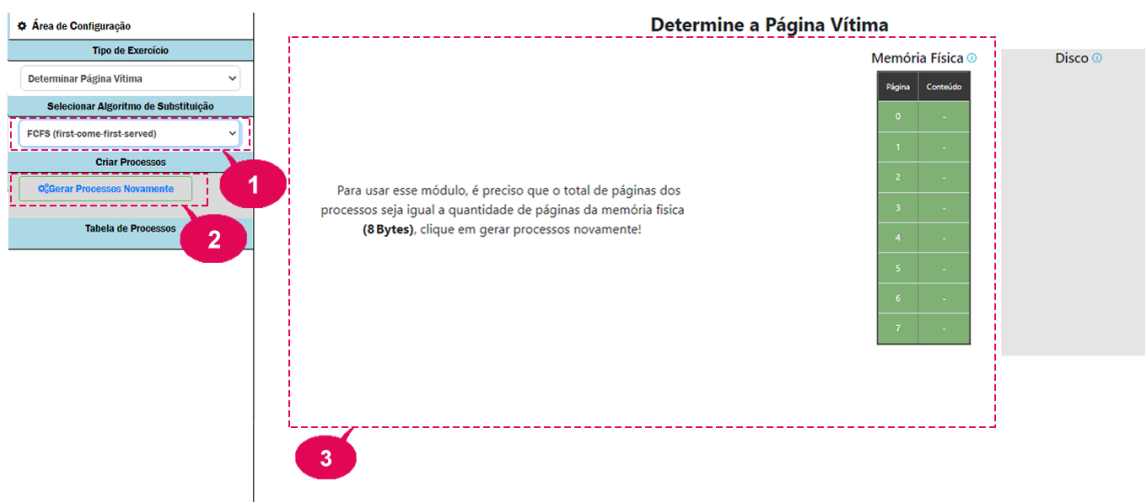 Área de Configuração
Tipo de Exercício
Determinar Página Vítima
Selecionar Algoritmo de Substituição
FCFS (first-come-first-served)
Criar Processos
1
Gerar Processos Novamente
Tabela de Processos
2
Determine a Página Vítima
Para usar esse módulo, é preciso que o total de páginas dos
processos seja igual a quantidade de páginas da memória fisica
(8 Bytes), clique em gerar processos novamente!
Memória Física
Página Conteúdo
0 -
1 -
2 -
3 -
4 -
5 -
6 -
7 -
Disco
3